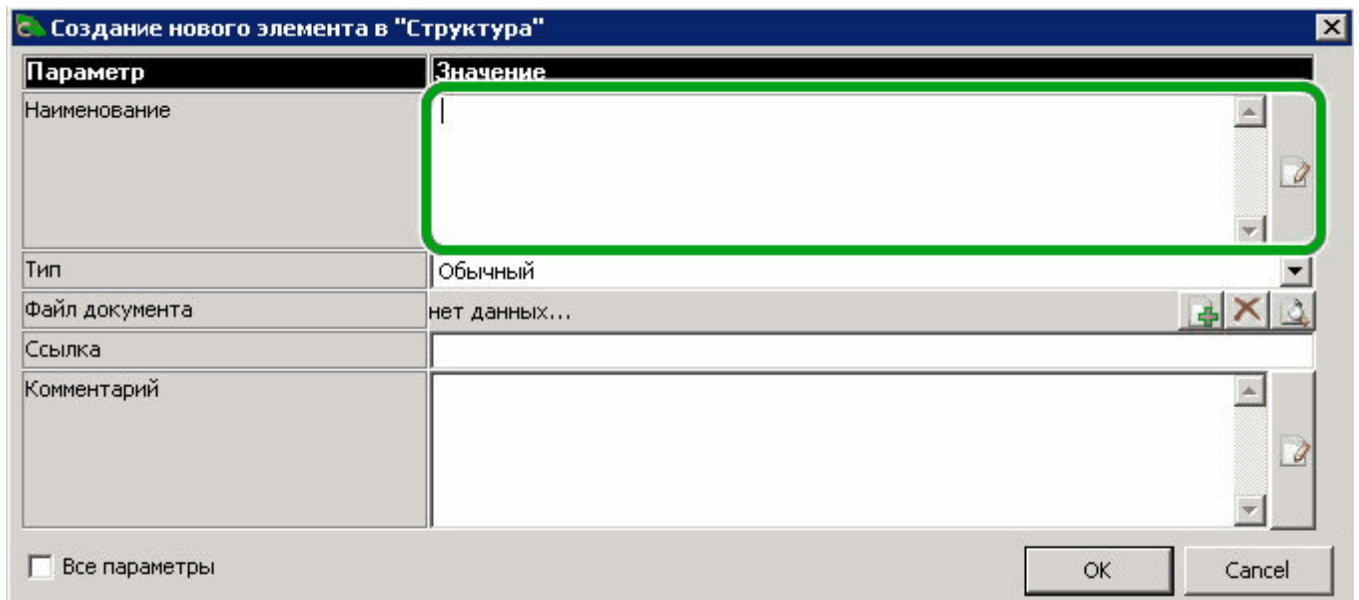 Создание нового элемента в "Структура"
Параметр Значение
Наименование
Тип Обычный
Файл документа нет данных...
Ссылка
Комментарий
Все параметры OK Cancel